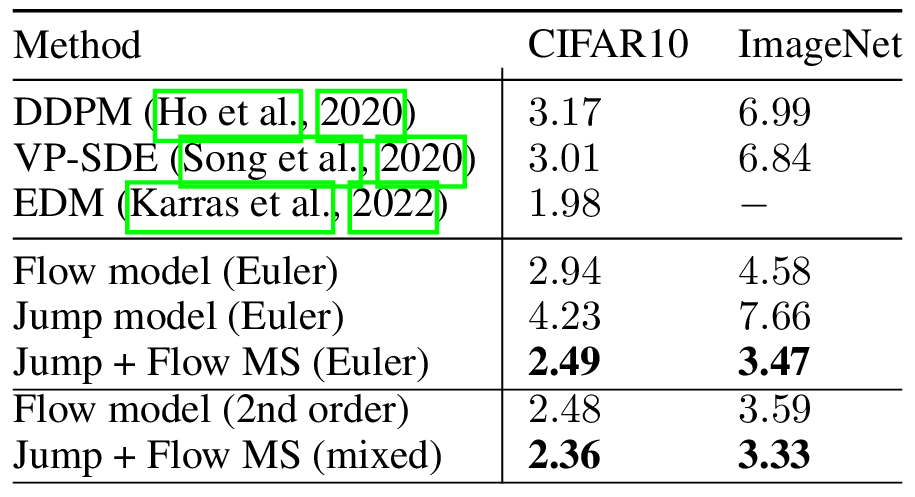 Method CIFAR10 ImageNet
DDPM (Ho et al., 2020) 3.17 6.99
VP-SDE (Song et al., 2020) 3.01 6.84
EDM (Karras et al., 2022) 1.98 −
Flow model (Euler) 2.94 4.58
Jump model (Euler) 4.23 7.66
Jump + Flow MS (Euler) 2.49 3.47
Flow model (2nd order) 2.48 3.59
Jump + Flow MS (mixed) 2.36 3.33